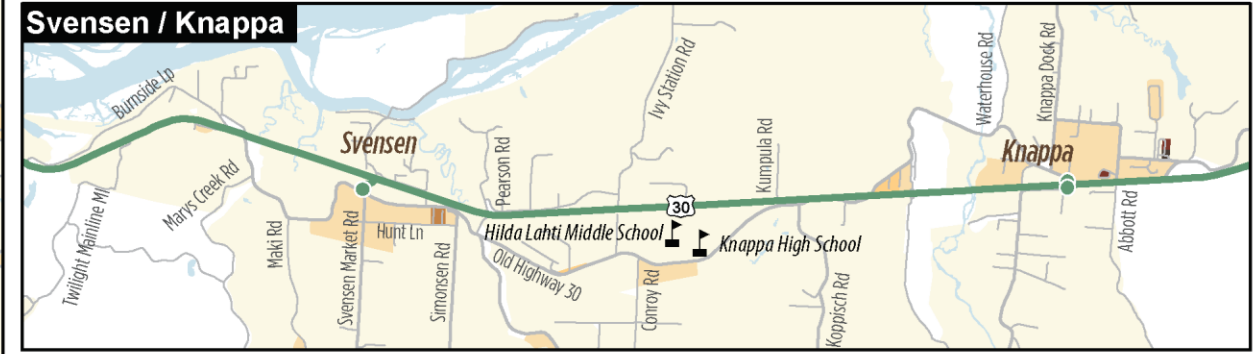 Svensen / Knappa
Burnside Lp
Ivy Station Rd
Waterhouse Rd
Knappa Dock Rd
Svensen
Pearson Rd
Kumpula Rd
Knappa
Marys Creek Rd
Twilight Mainline Ml
Maki Rd
Svensen Market Rd
Hunt Ln
Simonsen Rd
30
Hilda Lahti Middle School
Knappa High School
Old Highway 30
Conroy Rd
Koppisch Rd
Abbott Rd